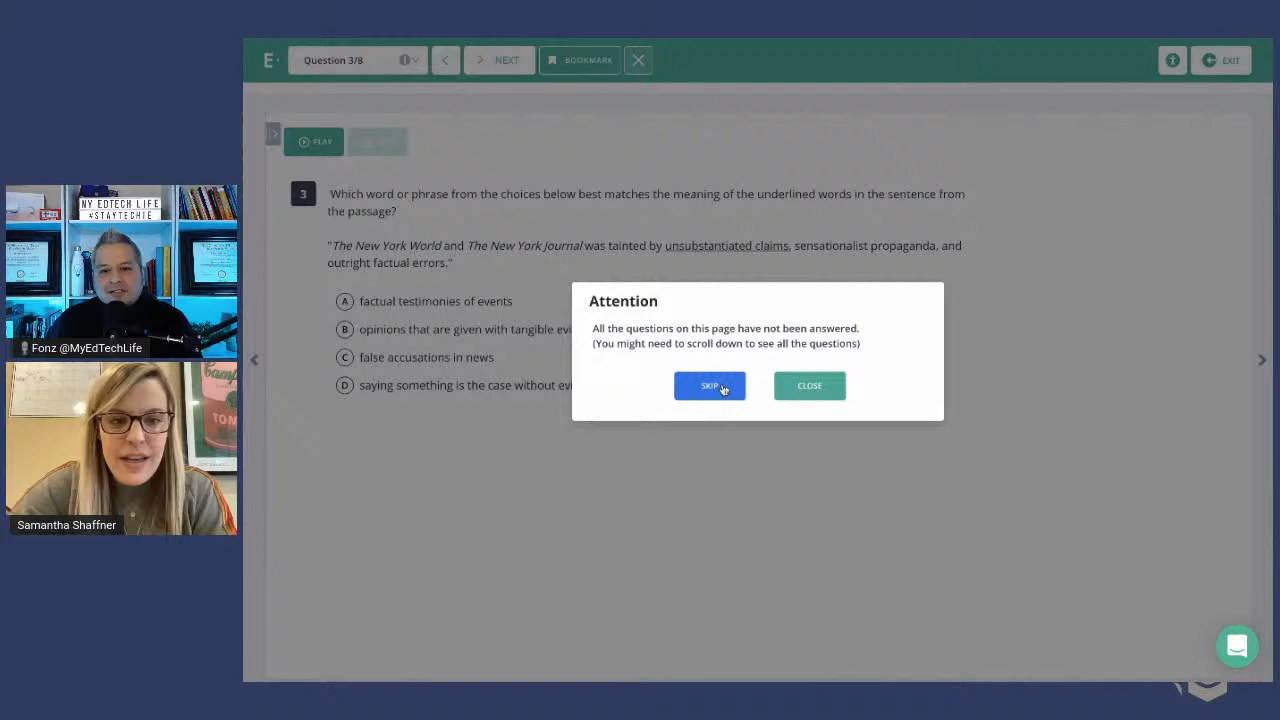 E
Question 3/8
NEXT
BOOKMARK
EXIT
PLAY
3
Which word or phrase from the choices below best matches the meaning of the underlined words in the sentence from
the passage?
"The New York World and The New York Journal was tainted by unsubstantiated claims, sensationalist propaganda, and
outright factual errors."
A factual testimonies of events
B opinions that are given with tangible evi
C false accusations in news
D saying something is the case without evi
Attention
All the questions on this page have not been answered.
(You might need to scroll down to see all the questions)
SKIP
CLOSE
MY EDTECH LIFE
#STAYTECHIE
Fonz @MyEdTechLife
Campbell
TOM
Samantha Shaffner